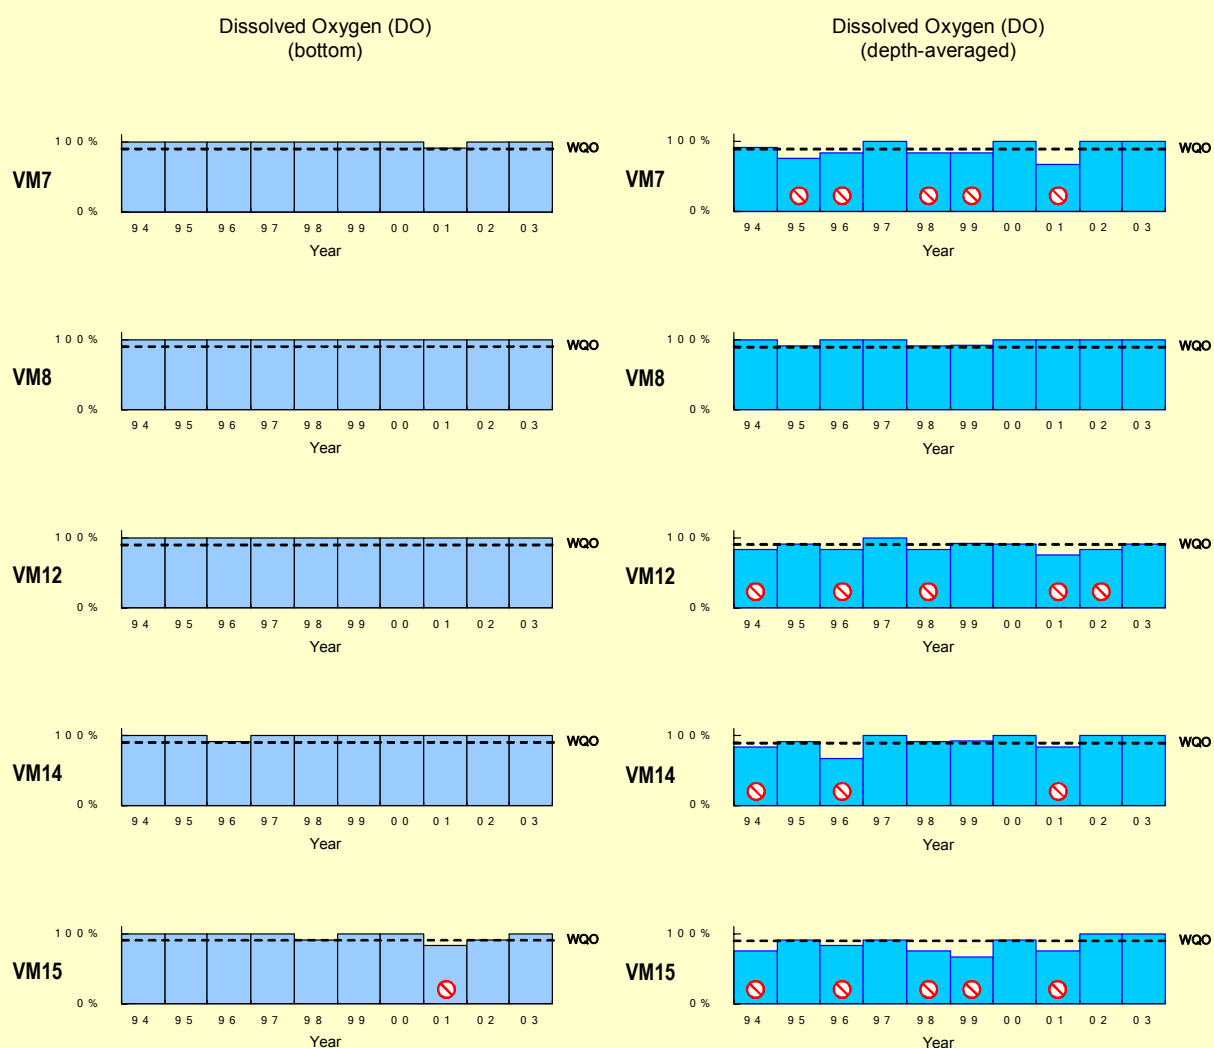 Dissolved Oxygen (DO)
(bottom)
Dissolved Oxygen (DO)
(depth-averaged)
VM7
100%
0%
WQO
94 95 96 97 98 99 00 01 02 03
Year
VM7
100%
0%
WQO
94 95 96 97 98 99 00 01 02 03
Year
VM8
100%
0%
WQO
94 95 96 97 98 99 00 01 02 03
Year
VM8
100%
0%
WQO
94 95 96 97 98 99 00 01 02 03
Year
VM12
100%
0%
WQO
94 95 96 97 98 99 00 01 02 03
Year
VM12
100%
0%
WQO
94 95 96 97 98 99 00 01 02 03
Year
VM14
100%
0%
WQO
94 95 96 97 98 99 00 01 02 03
Year
VM14
100%
0%
WQO
94 95 96 97 98 99 00 01 02 03
Year
VM15
100%
0%
WQO
94 95 96 97 98 99 00 01 02 03
Year
VM15
100%
0%
WQO
94 95 96 97 98 99 00 01 02 03
Year